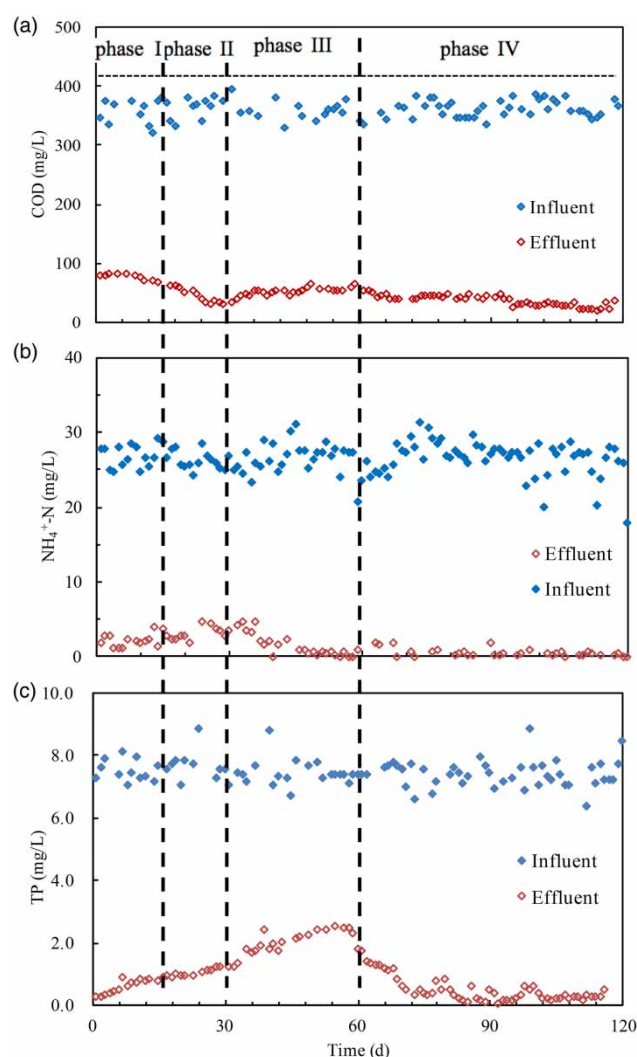 (a)
500
phase I phase II phase III phase IV
400
300
200
100
0
COD (mg/L)
Influent
Effluent
(b)
40
30
20
10
0
NH₄⁺-N (mg/L)
Effluent
Influent
(c)
10.0
8.0
6.0
4.0
2.0
0.0
TP (mg/L)
Influent
Effluent
0 30 60 90 120
Time (d)